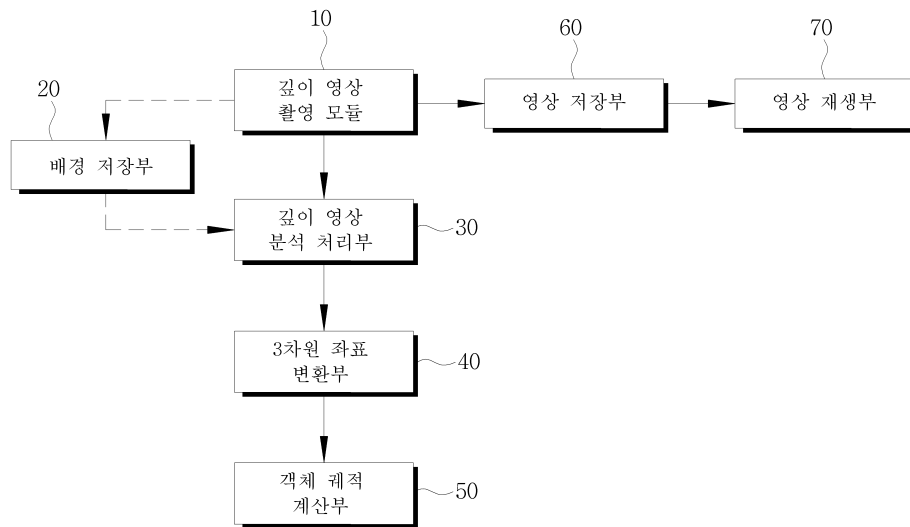 10
깊이 영상
촬영 모듈
60
영상 저장부
70
영상 재생부
20
배경 저장부
깊이 영상
분석 처리부
30
3차원 좌표
변환부
40
객체 궤적
계산부
50